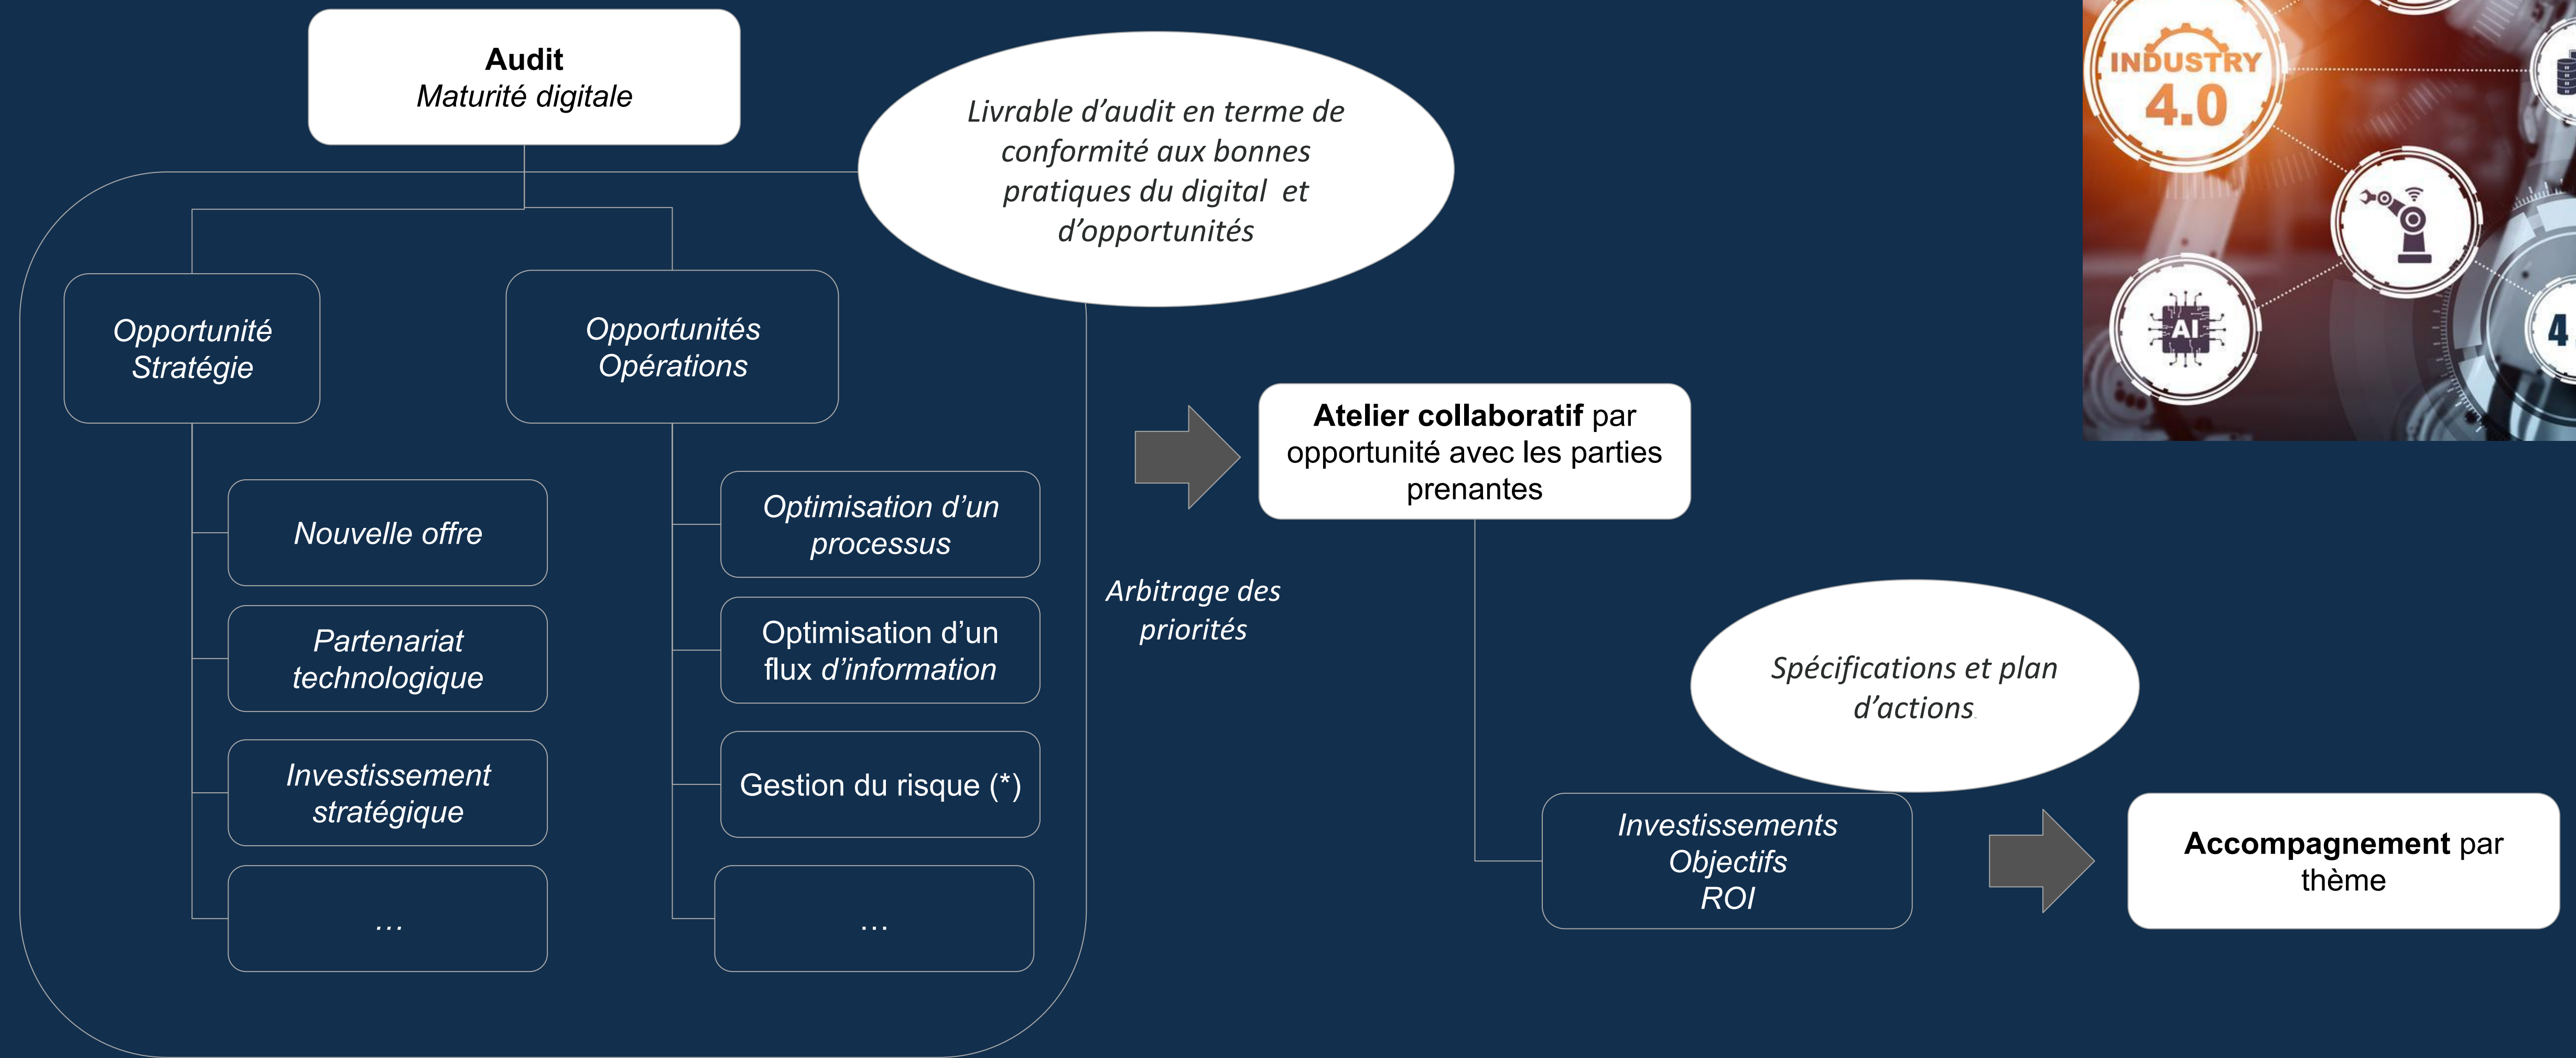 Audit
Maturité digitale
Livrable d’audit en terme de
conformité aux bonnes
pratiques du digital et
d’opportunités
INDUSTRY
4.0
AI
4.
Opportunité
Stratégie
Opportunités
Opérations
Nouvelle offre
Partenariat
technologique
Investissement
stratégique
...
Optimisation d’un
processus
Optimisation d’un
flux d’information
Gestion du risque (*)
...
Arbitrage des
priorités
Atelier collaboratif par
opportunité avec les parties
prenantes
Spécifications et plan
d’actions.
Investissements
Objectifs
ROI
Accompagnement par
thème